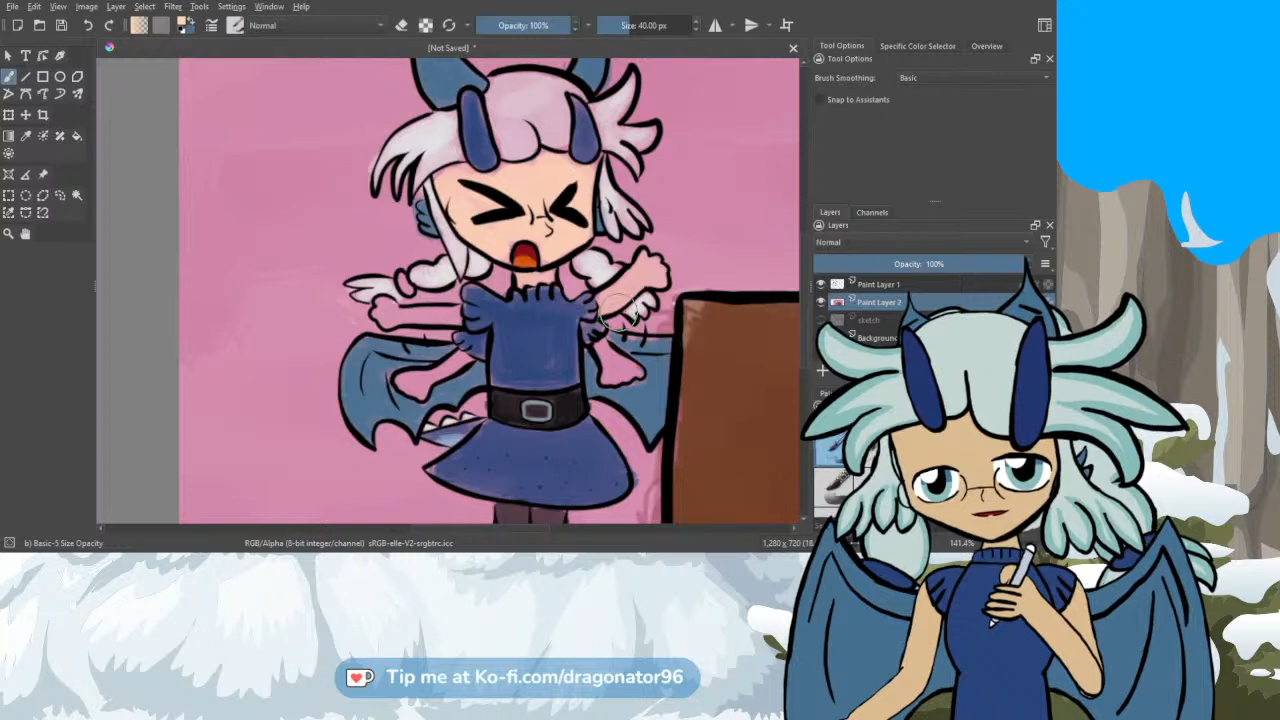 File Edit View Image Layer Select Filter Tools Settings Window Help
Normal
Opacity: 100%
Size: 40.00 px
[Not Saved] *
Tool Options Specific Color Selector Overview
Tool Options
Brush Smoothing: Basic
Snap to Assistants
Layers Channels
Layers
Normal
Opacity: 100%
Paint Layer 1
Paint Layer 2
sketch
Background
b) Basic-5 Size Opacity
RGB/Alpha (8-bit integer/channel) sRGB-elle-V2-srgbtrc.icc
1,280 x 720 (18
141.4%
Tip me at Ko-fi.com/dragonator96